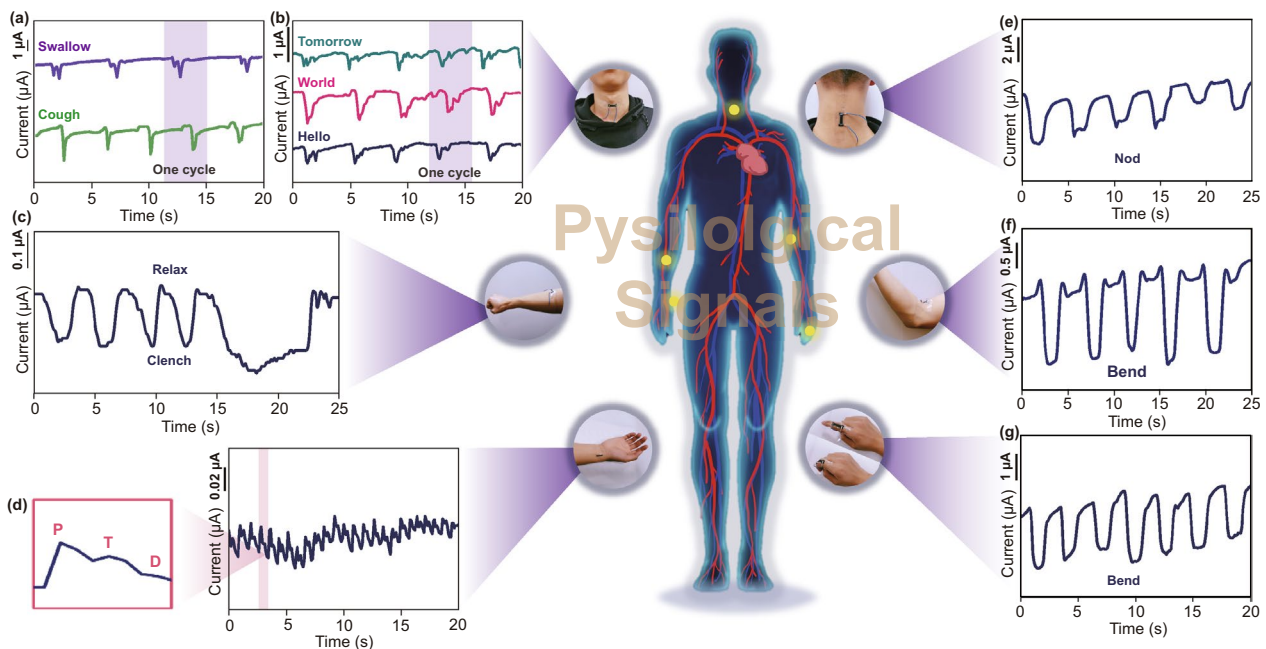 (a)
1 µA
Swallow
Cough
One cycle
Current (µA)
0 5 10 15 20
Time (s)
(b)
1 µA
Tomorrow
World
Hello
One cycle
Current (µA)
0 5 10 15 20
Time (s)
(c)
0.1 µA
Relax
Clench
Current (µA)
0 5 10 15 20 25
Time (s)
(d)
P
T
D
0.02 µA
Current (µA)
0 5 10 15 20
Time (s)
Pysilolgical
Signals
(e)
2 µA
Nod
Current (µA)
0 5 10 15 20 25
Time (s)
(f)
0.5 µA
Bend
Current (µA)
0 5 10 15 20 25
Time (s)
(g)
1 µA
Bend
Current (µA)
0 5 10 15 20
Time (s)